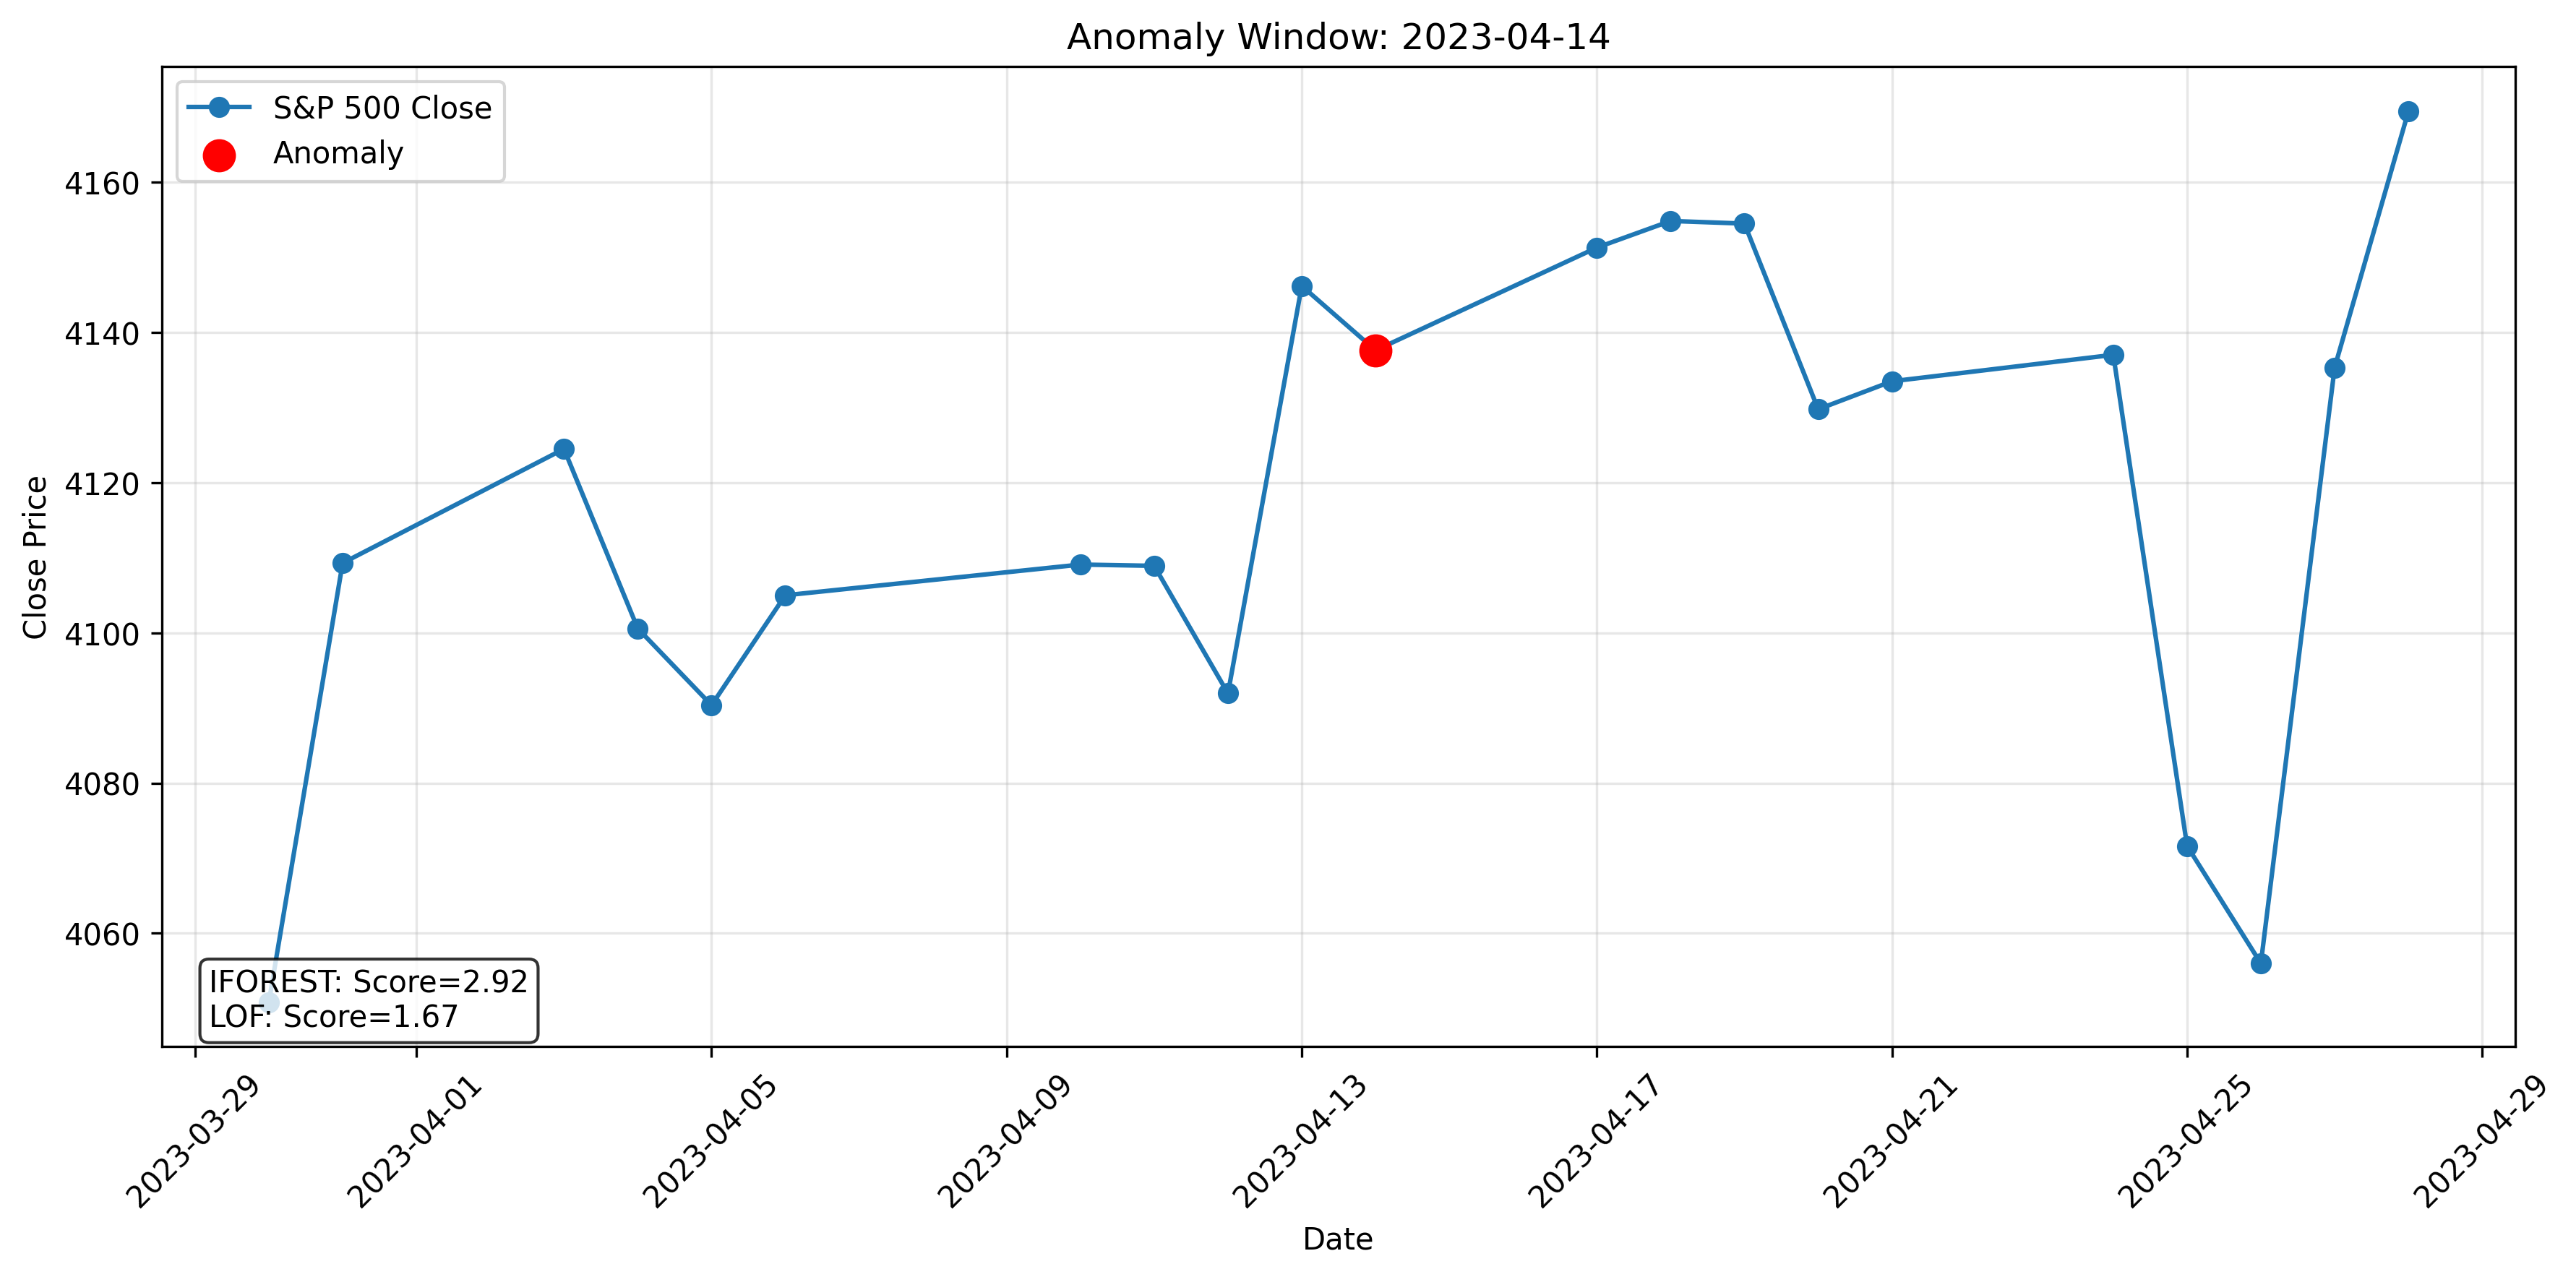 Anomaly Window: 2023-04-14
S&P 500 Close
Anomaly
4160
4140
4120
4100
4080
4060
Close Price
IFOREST: Score=2.92
LOF: Score=1.67
2023-03-29
2023-04-01
2023-04-05
2023-04-09
2023-04-13
2023-04-17
2023-04-21
2023-04-25
2023-04-29
Date